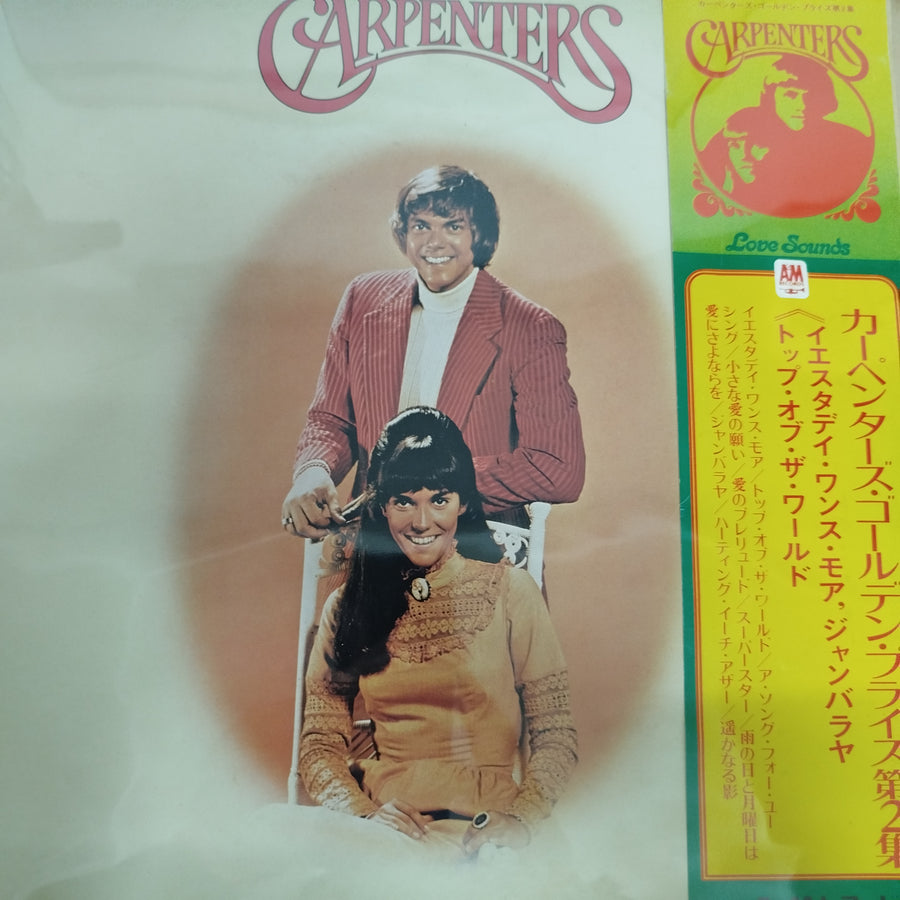 CARPENTERS
カーペンターズ・ゴールデン・プライズ第2集
CARPENTERS
Love Sounds
A&M
RECORDS
カーペンターズ・ゴールデン・プライズ第2集
《イエスタデイ・ワンス・モア,ジャンバラヤ
トップ・オブ・ザ・ワールド
イエスタデイ・ワンス・モア/トップ・オブ・ザ・ワールド/ア・ソング・フォー・ユー
シング/小さな愛の願い/愛のプレリュード/スーパースター/雨の日と月曜日は
愛にさよならを/ジャンバラヤ/ハーティング・イーチ・アザー/遥かなる影